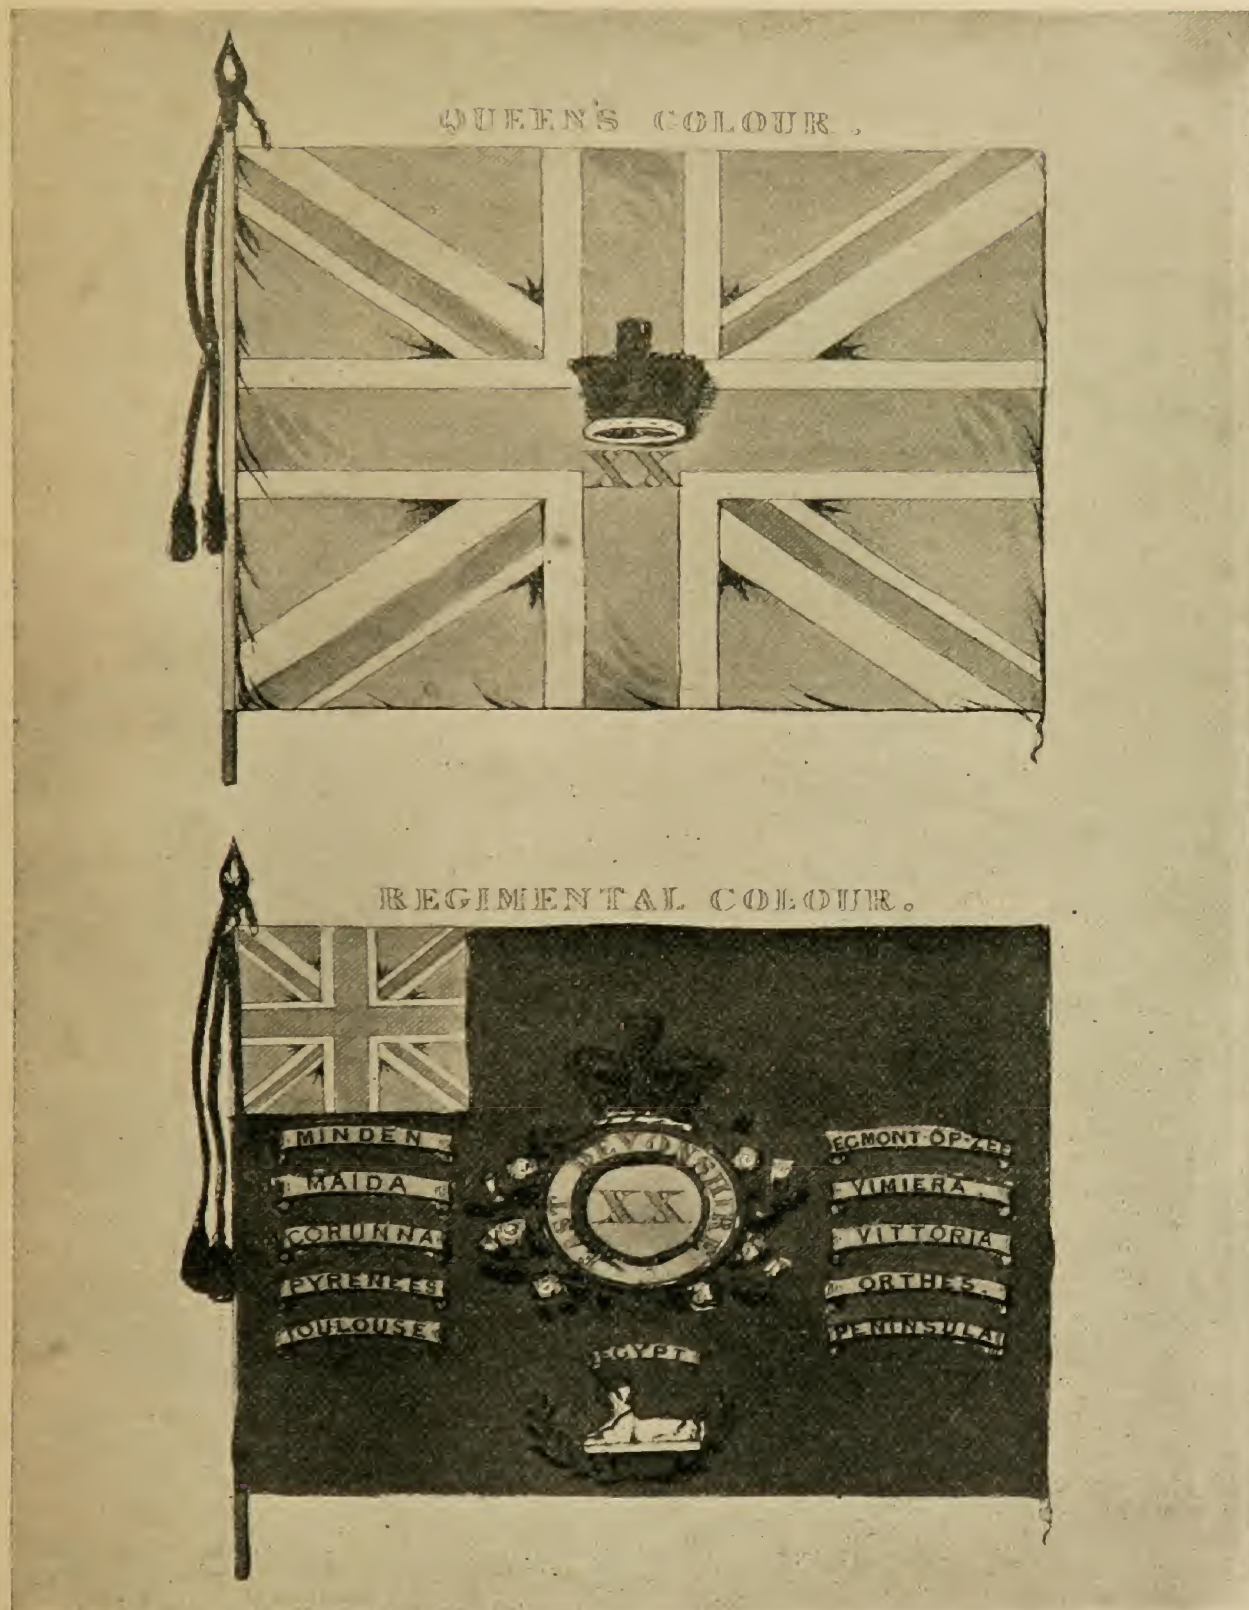 QUEEN'S COLOUR.
XX
REGIMENTAL COLOUR.
MINDEN
MAIDA
CORUNNA
PYRENEES
TOULOUSE
EAST DEVONSHIRE
XX
EGMONT-OP-ZEE
VIMIERA.
VITTORIA
ORTHES.
PENINSULA
EGYPT